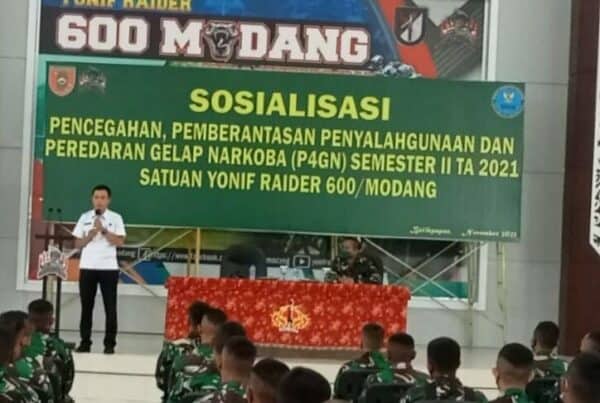 YONIF RAIDER
600 MODANG
SOSIALISASI
PENCEGAHAN, PEMBERANTASAN PENYALAHGUNAAN DAN
PEREDARAN GELAP NARKOBA (P4GN) SEMESTER II TA 2021
SATUAN YONIF RAIDER 600/MODANG
Balikpapan, November 2021